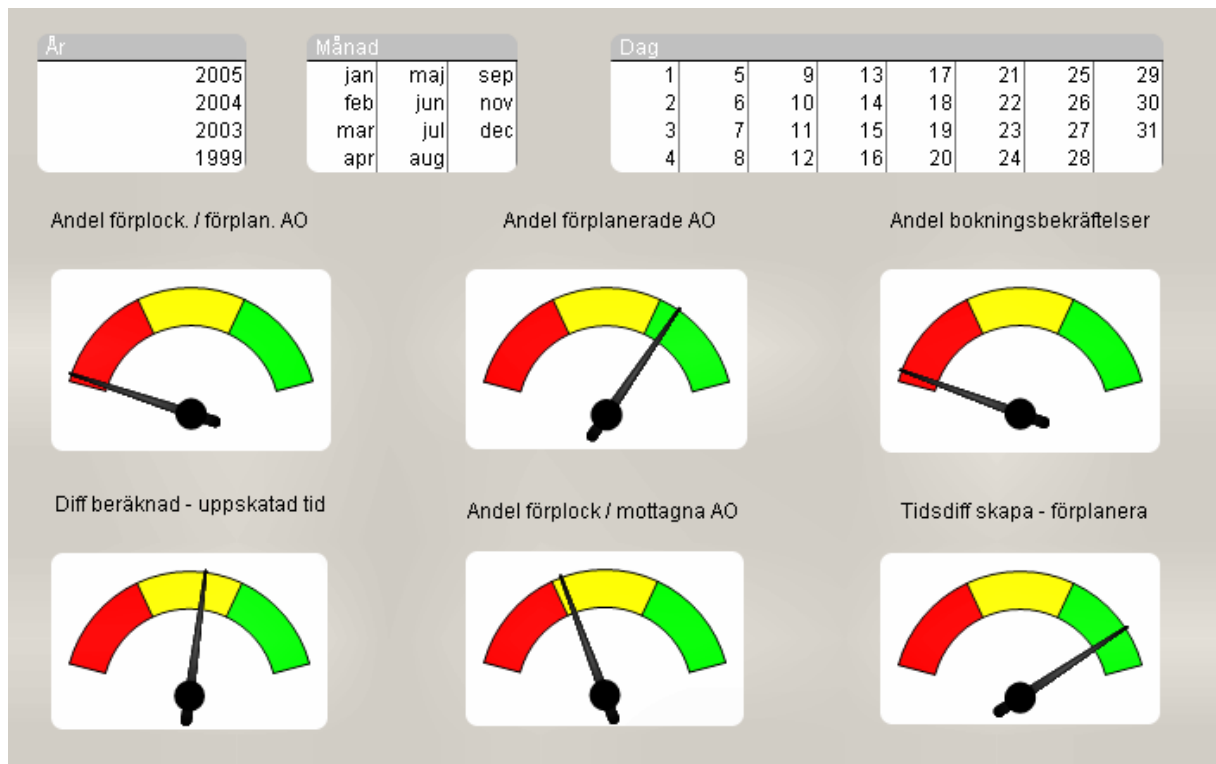 År Månad Dag
2005 jan maj sep 1 5 9 13 17 21 25 29
2004 feb jun nov 2 6 10 14 18 22 26 30
2003 mar jul dec 3 7 11 15 19 23 27 31
1999 apr aug 4 8 12 16 20 24 28
Andel förplock. / förplan. AO Andel förplanerade AO Andel bokningsbekräftelser
Diff beräknad - uppskatad tid Andel förplock / mottagna AO Tidsdiff skapa - förplanera